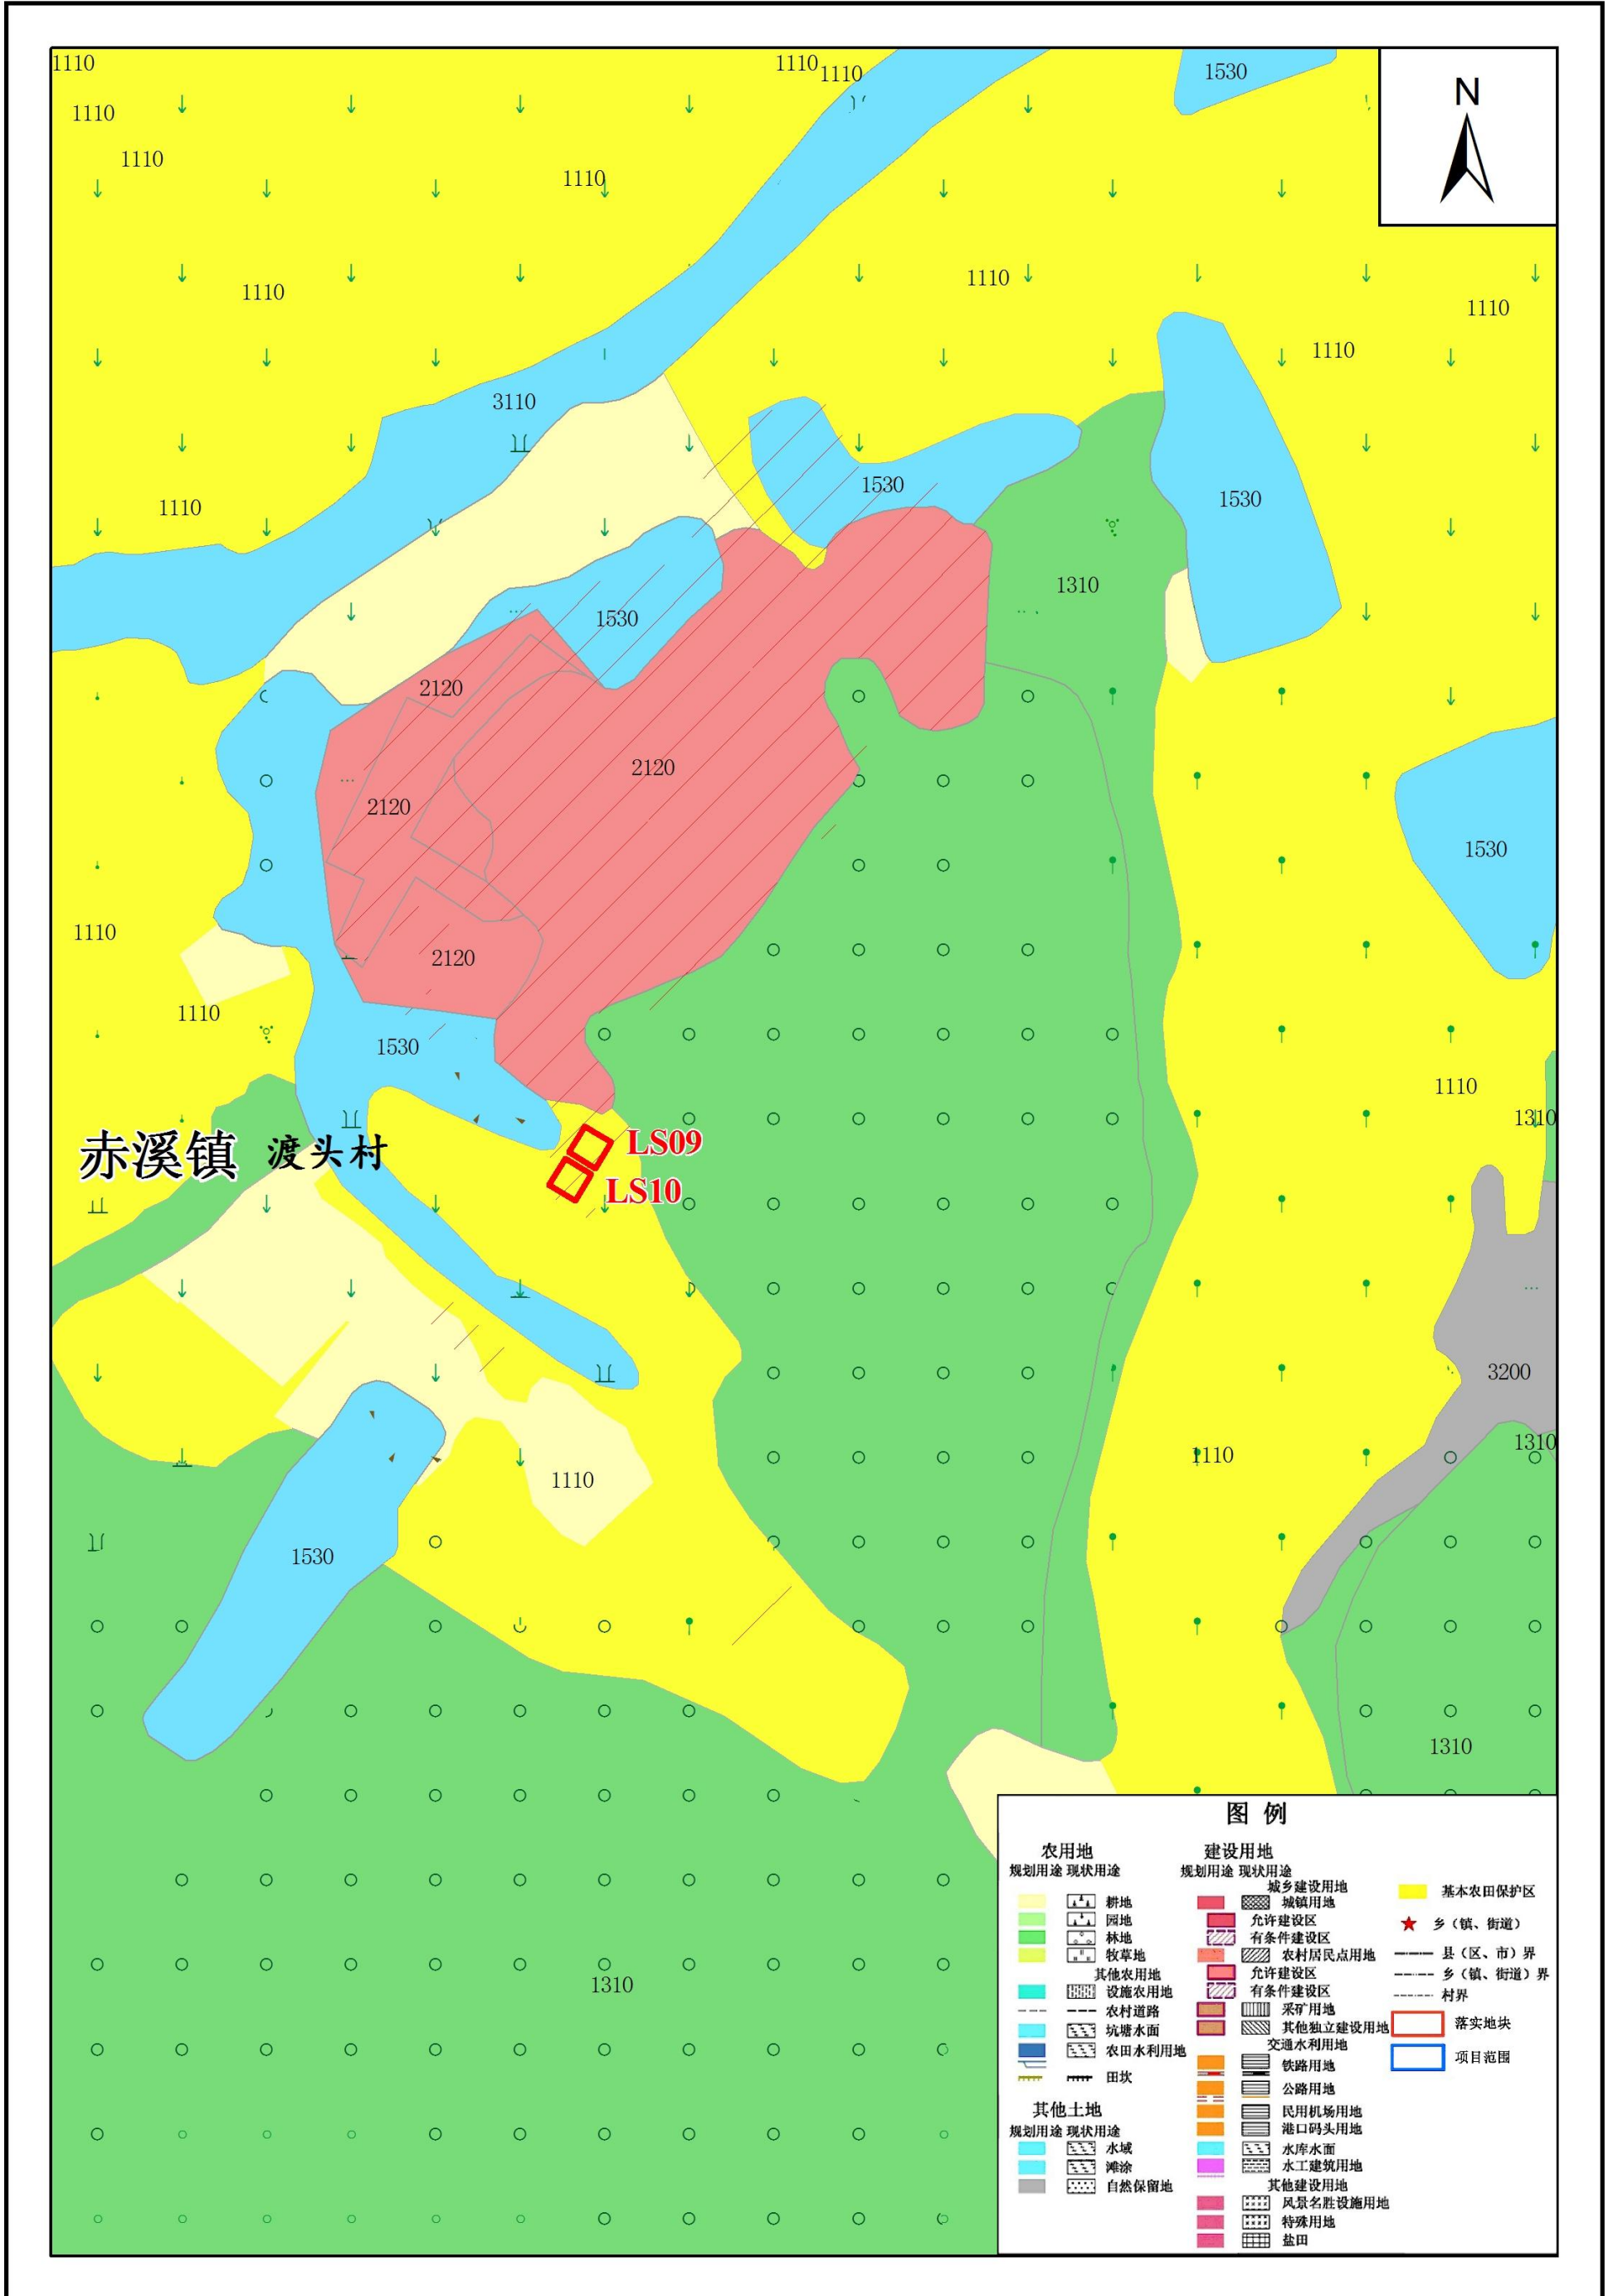 1110
1110
1110
1530
N
1110
1110
1110
1110
1110
1110
1110
1110
3110
1530
1530
1110
1310
1530
2120
2120
2120
1530
1110
2120
1110
1530
1110
1310
赤溪镇
渡头村
LS09
LS10
3200
1310
1110
1110
1530
1310
1310
图 例
农用地
规划用途 现状用途
耕地
园地
林地
牧草地
其他农用地
设施农用地
农村道路
坑塘水面
农田水利用地
田坎
其他土地
规划用途 现状用途
水域
滩涂
自然保留地
建设用地
规划用途 现状用途
城乡建设用地
城镇用地
允许建设区
有条件建设区
农村居民点用地
允许建设区
有条件建设区
采矿用地
其他独立建设用地
交通水利用地
铁路用地
公路用地
民用机场用地
港口码头用地
水库水面
水工建筑用地
其他建设用地
风景名胜设施用地
特殊用地
盐田
基本农田保护区
乡（镇、街道）
县（区、市）界
乡（镇、街道）界
村界
落实地块
项目范围